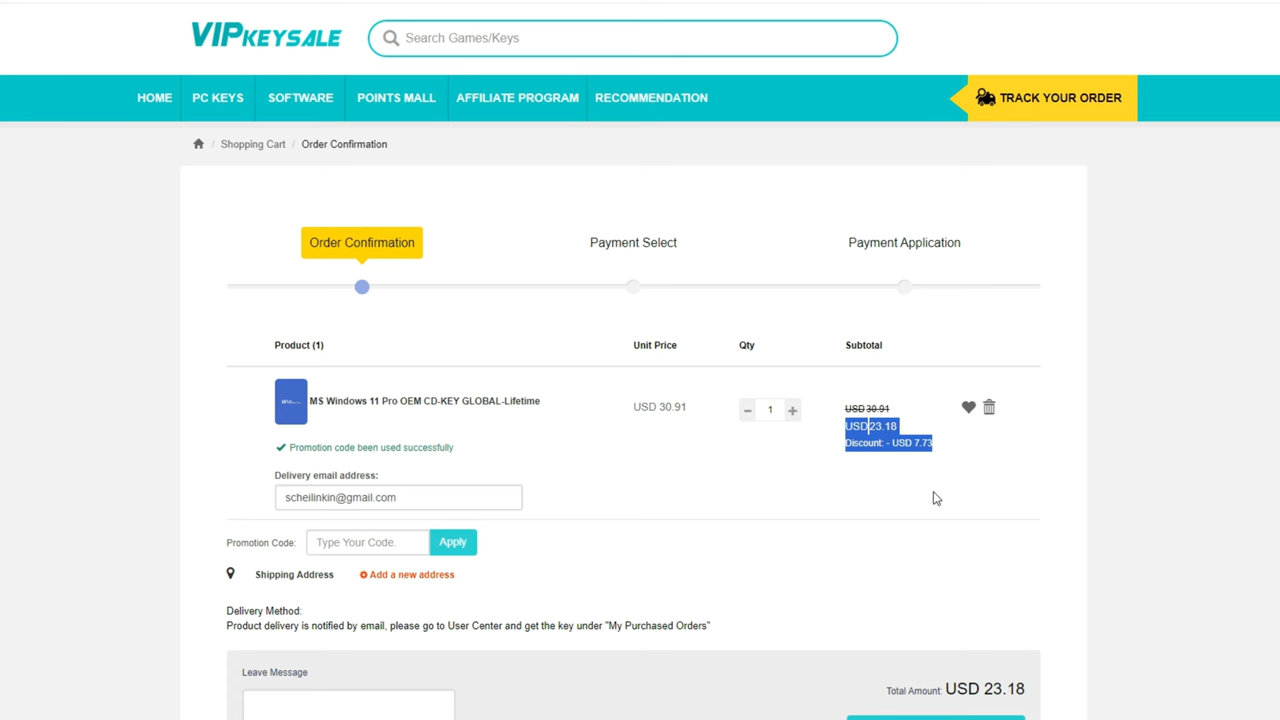 VIPKEYSALE
Search Games/Keys
HOME PC KEYS SOFTWARE POINTS MALL AFFILIATE PROGRAM RECOMMENDATION TRACK YOUR ORDER
/ Shopping Cart / Order Confirmation
Order Confirmation Payment Select Payment Application
Product (1) Unit Price Qty Subtotal
MS Windows 11 Pro OEM CD-KEY GLOBAL-Lifetime USD 30.91 - 1 + USD 30.91
USD 23.18
Discount: - USD 7.73
Promotion code been used successfully
Delivery email address:
scheilinkin@gmail.com
Promotion Code: Type Your Code. Apply
Shipping Address Add a new address
Delivery Method:
Product delivery is notified by email, please go to User Center and get the key under "My Purchased Orders"
Leave Message
Total Amount: USD 23.18